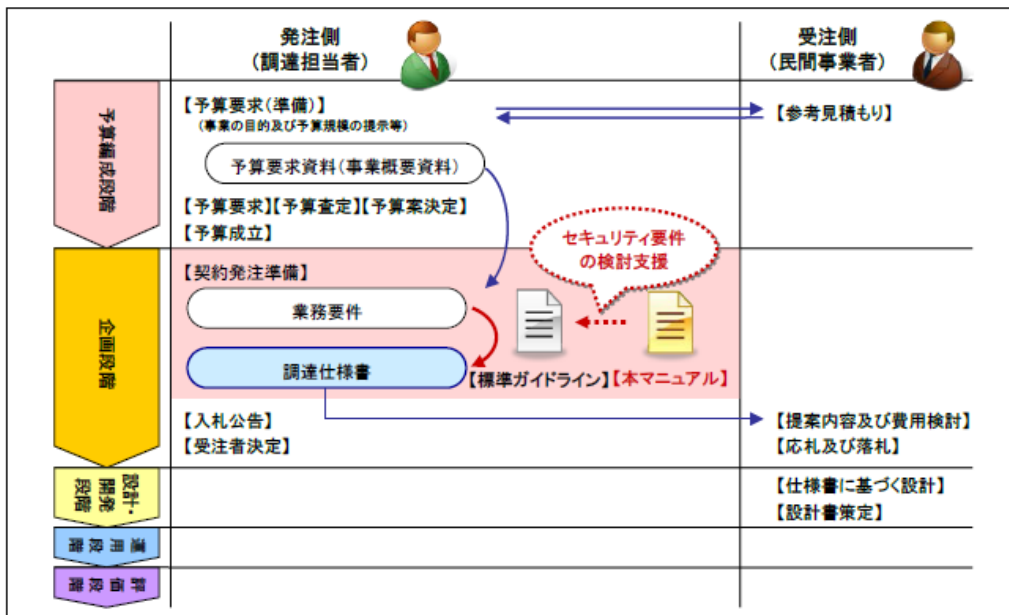 発注側
(調達担当者)
受注側
(民間事業者)
予算編成段階
【予算要求(準備)】
(事業の目的及び予算規模の提示等)
【参考見積もり】
予算要求資料(事業概要資料)
【予算要求】【予算査定】【予算案決定】
【予算成立】
セキュリティ要件
の検討支援
企画段階
【契約発注準備】
業務要件
調達仕様書
【標準ガイドライン】【本マニュアル】
【入札公告】
【受注者決定】
【提案内容及び費用検討】
【応札及び落札】
設計・
開発
段階
【仕様書に基づく設計】
【設計書策定】
運用段階
評価段階